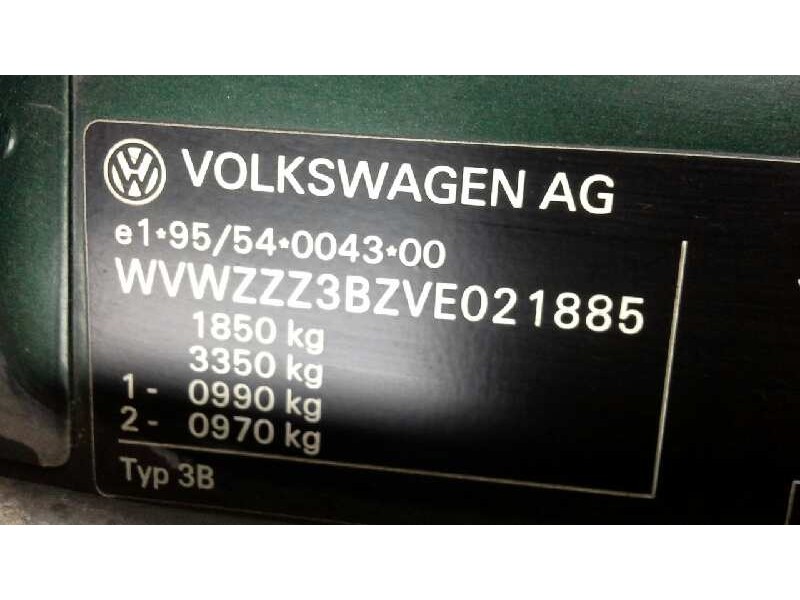 VOLKSWAGEN AG
e1*95/54*0043*00
WVWZZZ3BZVE021885
1850 kg
3350 kg
1- 0990 kg
2- 0970 kg
Typ 3B